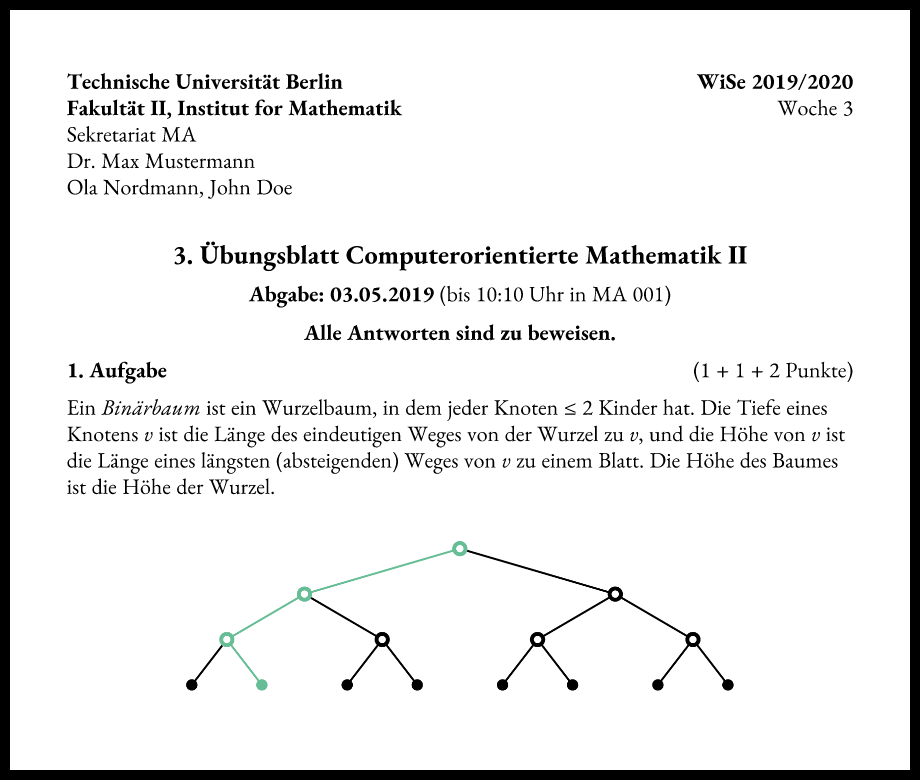 Technische Universität Berlin
WiSe 2019/2020
Fakultät II, Institut for Mathematik
Woche 3
Sekretariat MA
Dr. Max Mustermann
Ola Nordmann, John Doe
3. Übungsblatt Computerorientierte Mathematik II
Abgabe: 03.05.2019 (bis 10:10 Uhr in MA 001)
Alle Antworten sind zu beweisen.
1. Aufgabe
(1 + 1 + 2 Punkte)
Ein Binärbaum ist ein Wurzelbaum, in dem jeder Knoten ≤ 2 Kinder hat. Die Tiefe eines
Knotens v ist die Länge des eindeutigen Weges von der Wurzel zu v, und die Höhe von v ist
die Länge eines längsten (absteigenden) Weges von v zu einem Blatt. Die Höhe des Baumes
ist die Höhe der Wurzel.